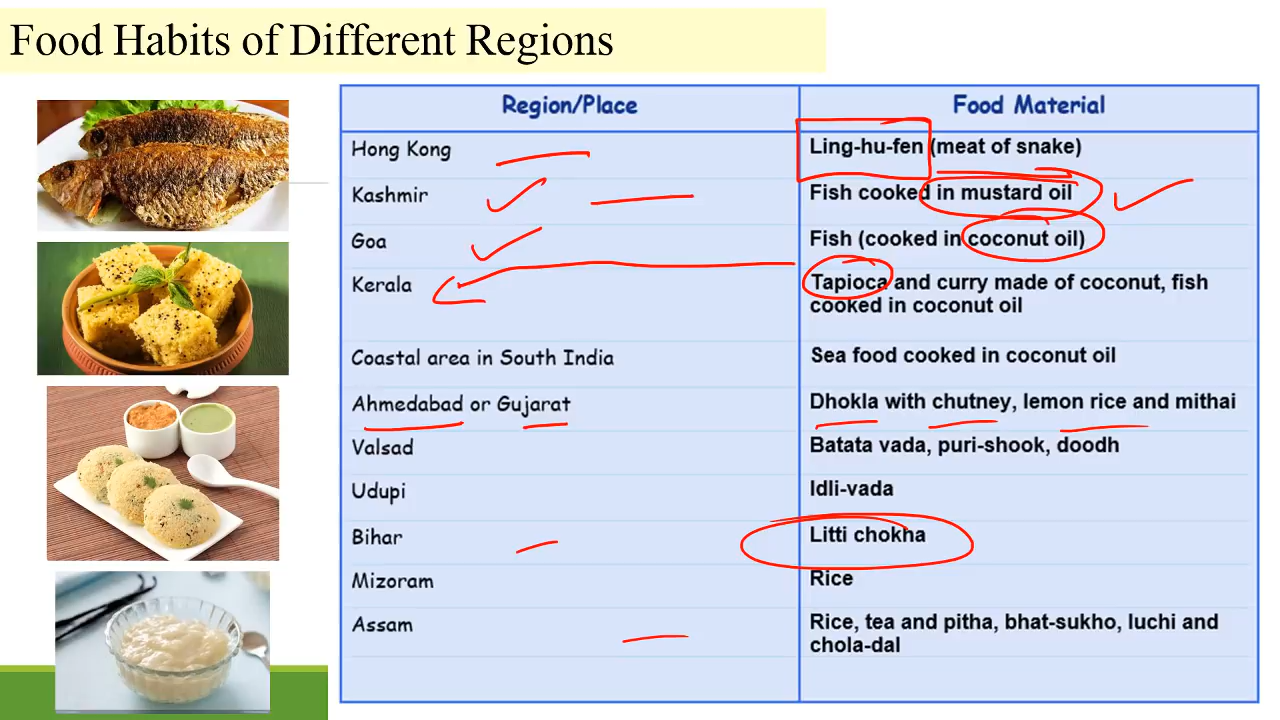 Food Habits of Different Regions
Region/Place Food Material
Hong Kong Ling-hu-fen (meat of snake)
Kashmir Fish cooked in mustard oil
Goa Fish (cooked in coconut oil)
Kerala Tapioca and curry made of coconut, fish
cooked in coconut oil
Coastal area in South India Sea food cooked in coconut oil
Ahmedabad or Gujarat Dhokla with chutney, lemon rice and mithai
Valsad Batata vada, puri-shook, doodh
Udupi Idli-vada
Bihar Litti chokha
Mizoram Rice
Assam Rice, tea and pitha, bhat-sukho, luchi and
chola-dal